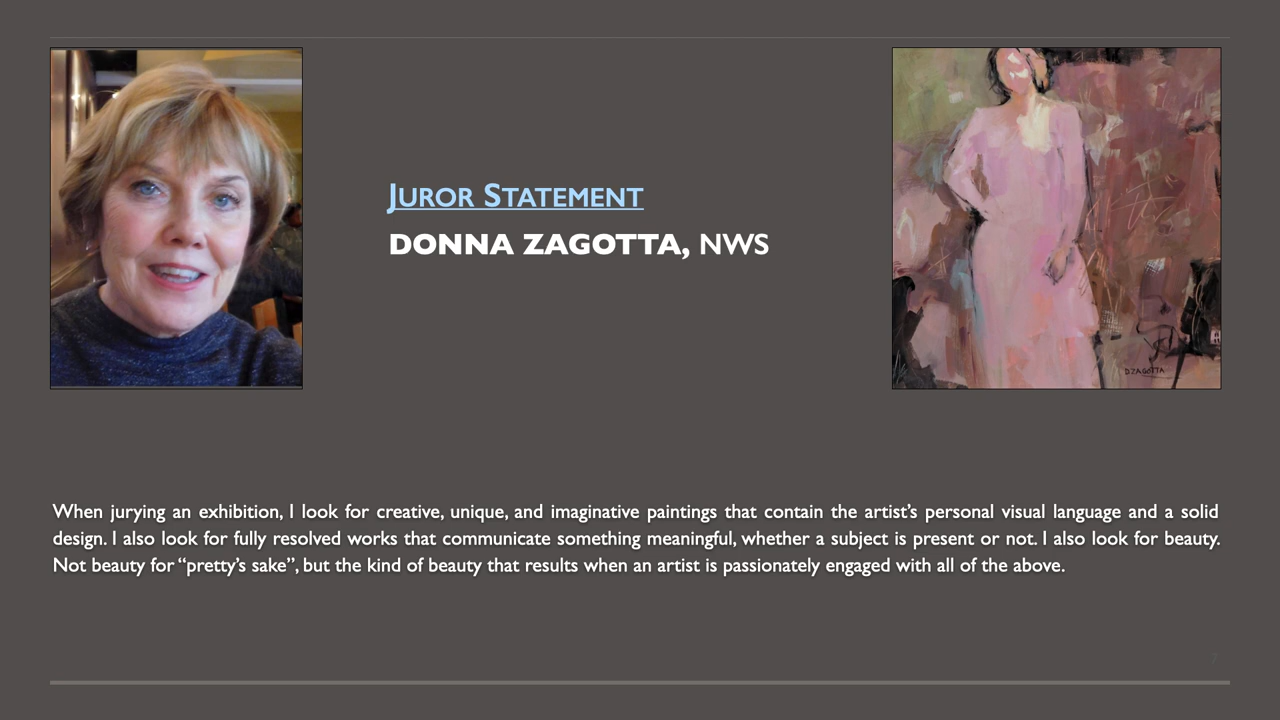 JUROR STATEMENT
DONNA ZAGOTTA, NWS
D.ZAGOTTA
When jurying an exhibition, I look for creative, unique, and imaginative paintings that contain the artist’s personal visual language and a solid
design. I also look for fully resolved works that communicate something meaningful, whether a subject is present or not. I also look for beauty.
Not beauty for “pretty’s sake”, but the kind of beauty that results when an artist is passionately engaged with all of the above.
7